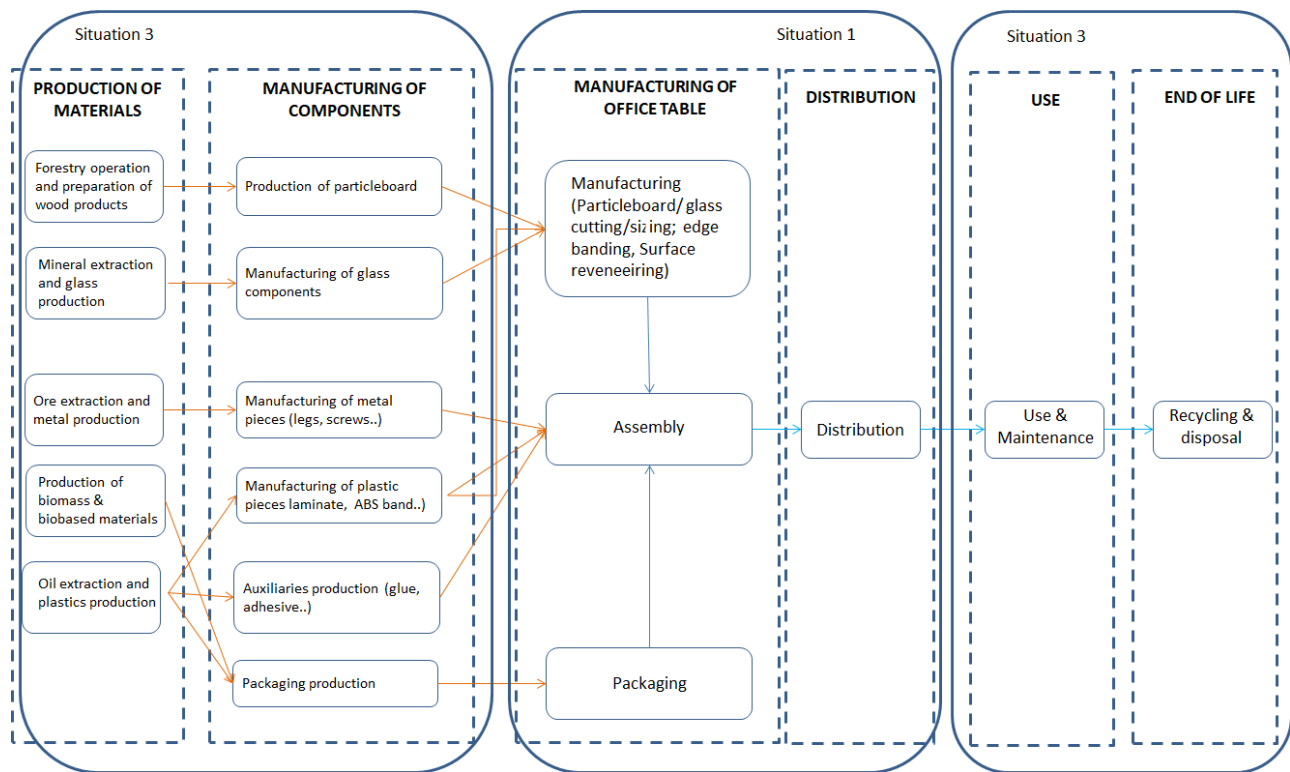 Situation 3
Situation 1
Situation 3
PRODUCTION OF
MATERIALS
MANUFACTURING OF
COMPONENTS
MANUFACTURING OF
OFFICE TABLE
DISTRIBUTION
USE
END OF LIFE
Forestry operation
and preparation of
wood products
Production of particleboard
Manufacturing
(Particleboard/ glass
cutting/sizing; edge
banding, Surface
reveneeiring)
Mineral extraction
and glass
production
Manufacturing of glass
components
Ore extraction and
metal production
Manufacturing of metal
pieces (legs, screws..)
Assembly
Distribution
Use &
Maintenance
Recycling &
disposal
Production of
biomass &
biobased materials
Manufacturing of plastic
pieces laminate, ABS band..)
Oil extraction and
plastics production
Auxiliaries production (glue,
adhesive..)
Packaging production
Packaging